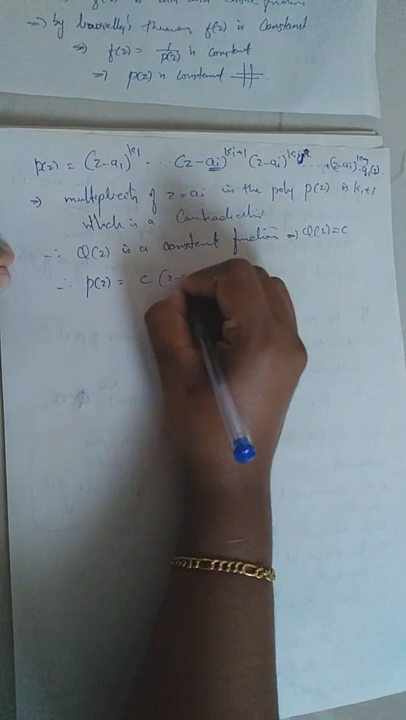 ⇒ by Liouville's theorem, f(z) is constant
⇒ f(z) = 1/p(z) is constant
⇒ p(z) is constant #
p(z) = (z-a₁)^k₁ ... (z-aᵢ)^kᵢ+1 (z-aᵢ)
⇒ multiplicity of z = aᵢ in the poly p(z) is kᵢ+1
which is a contradiction
∴ Q(z) is a constant function ⇒ Q(z) = c
∴ p(z) = c (z-